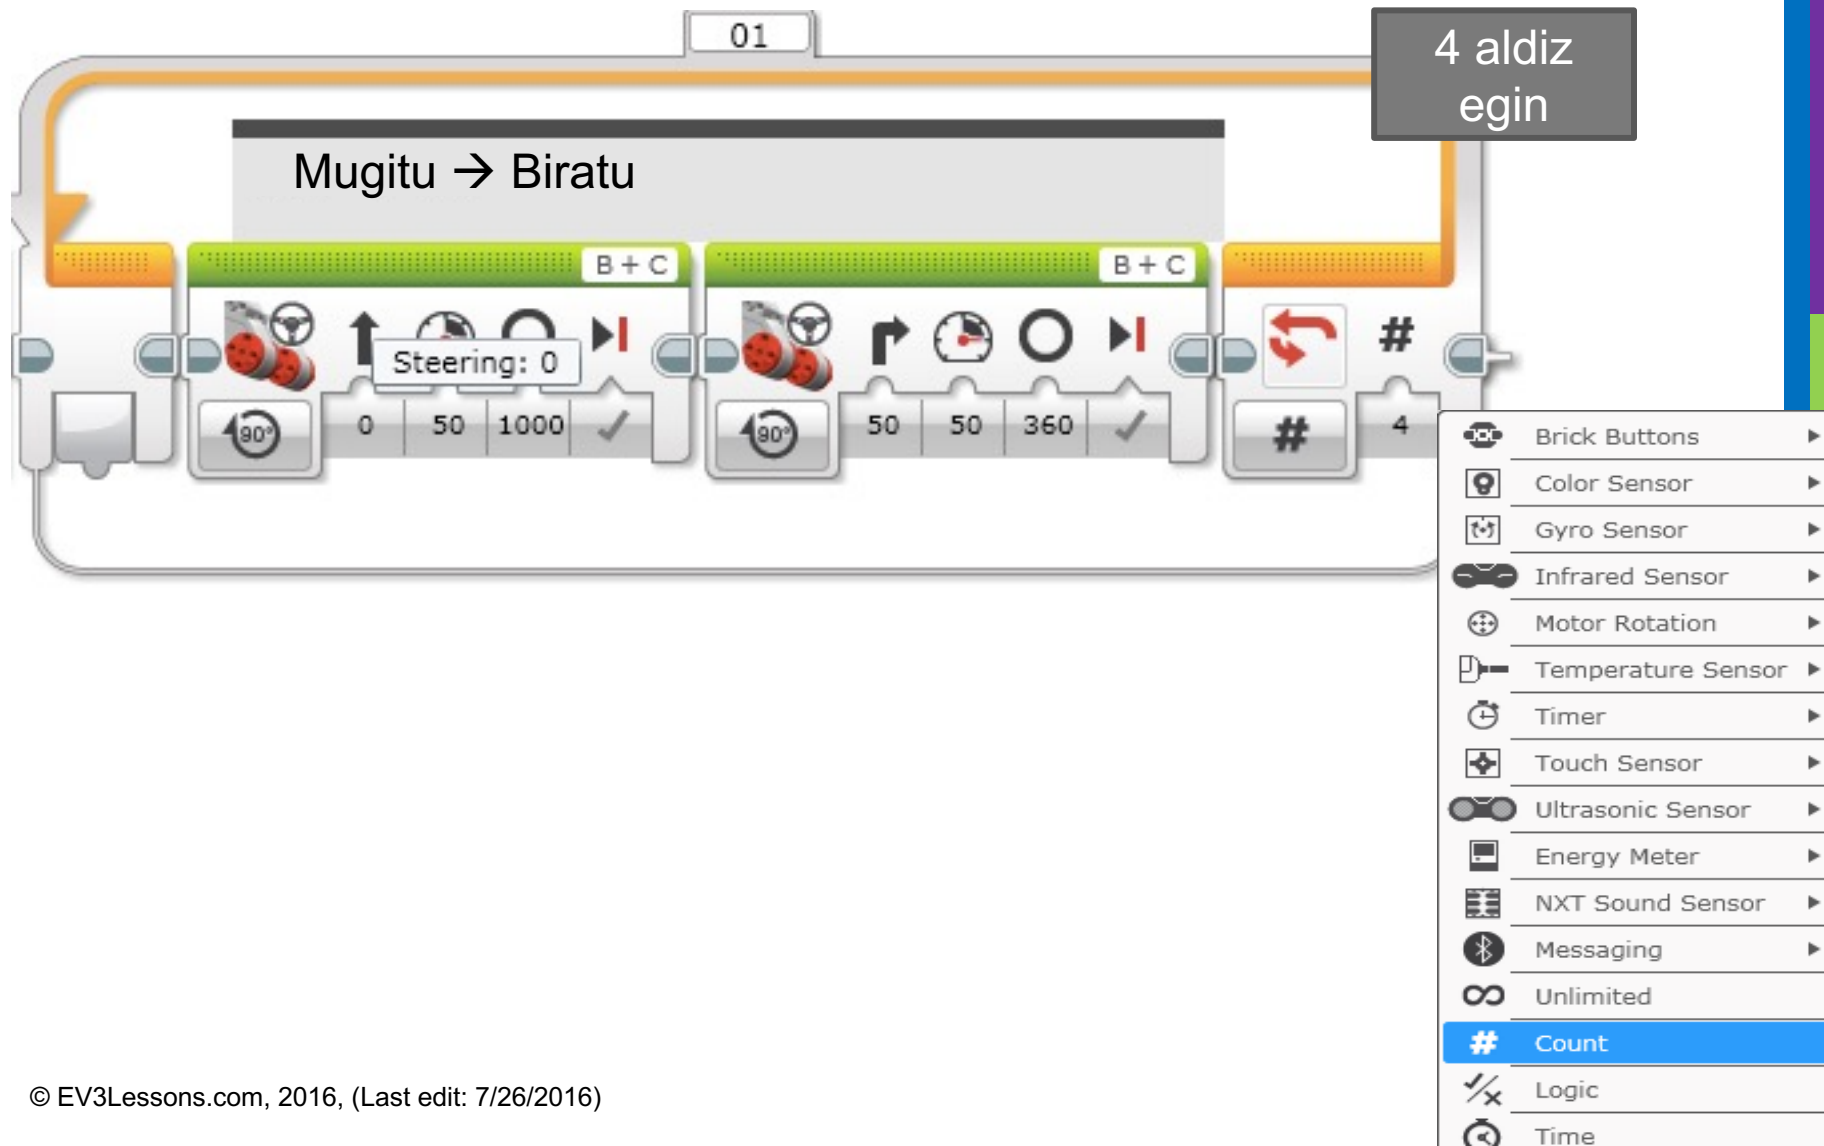 01
4 aldiz
egin
Mugitu → Biratu
B + C
B + C
Steering: 0
#
0 50 1000
50 50 360
# 4
Brick Buttons
Color Sensor
Gyro Sensor
Infrared Sensor
Motor Rotation
Temperature Sensor
Timer
Touch Sensor
Ultrasonic Sensor
Energy Meter
NXT Sound Sensor
Messaging
Unlimited
# Count
Logic
Time
© EV3Lessons.com, 2016, (Last edit: 7/26/2016)